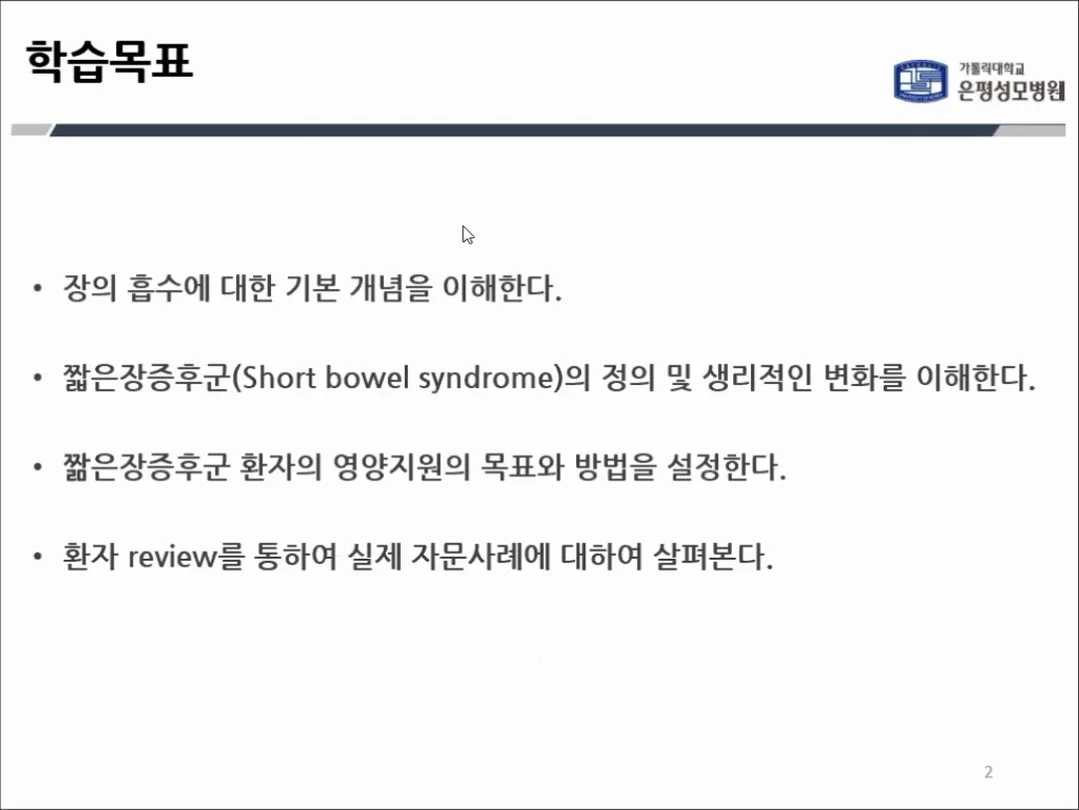 학습목표
가톨릭대학교
은평성모병원
• 장의 흡수에 대한 기본 개념을 이해한다.
• 짧은장증후군(Short bowel syndrome)의 정의 및 생리적인 변화를 이해한다.
• 짧은장증후군 환자의 영양지원의 목표와 방법을 설정한다.
• 환자 review를 통하여 실제 자문사례에 대하여 살펴본다.
2